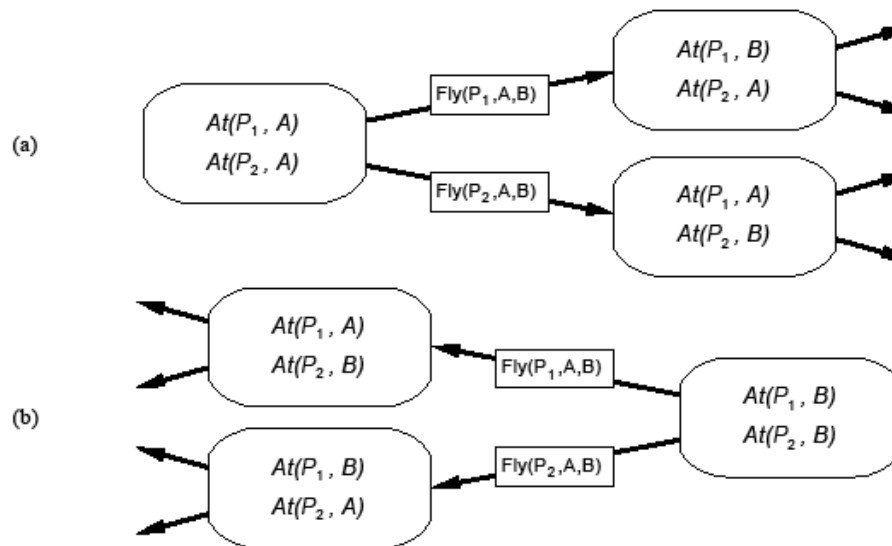 (a)
At(P₁, A)
At(P₂, A)
Fly(P₁,A,B)
Fly(P₂,A,B)
At(P₁, B)
At(P₂, A)
At(P₁, A)
At(P₂, B)
(b)
At(P₁, A)
At(P₂, B)
At(P₁, B)
At(P₂, A)
Fly(P₁,A,B)
Fly(P₂,A,B)
At(P₁, B)
At(P₂, B)